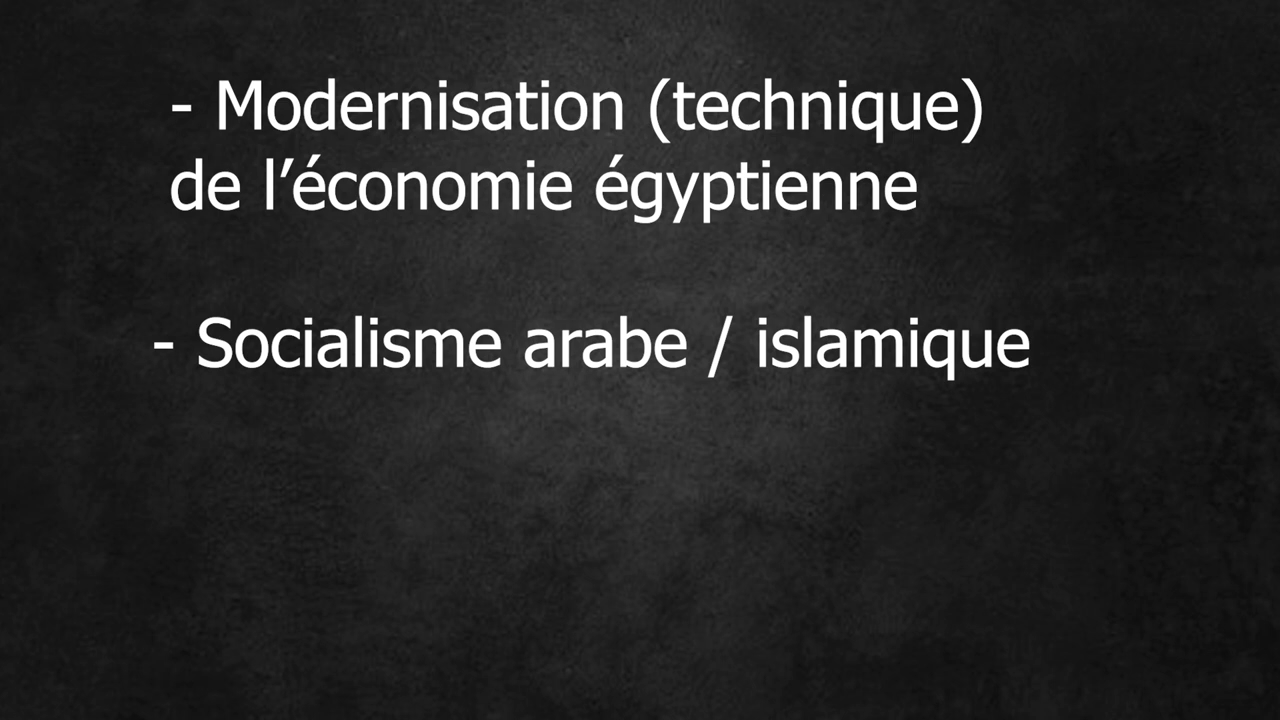 - Modernisation (technique)
de l’économie égyptienne
- Socialisme arabe / islamique